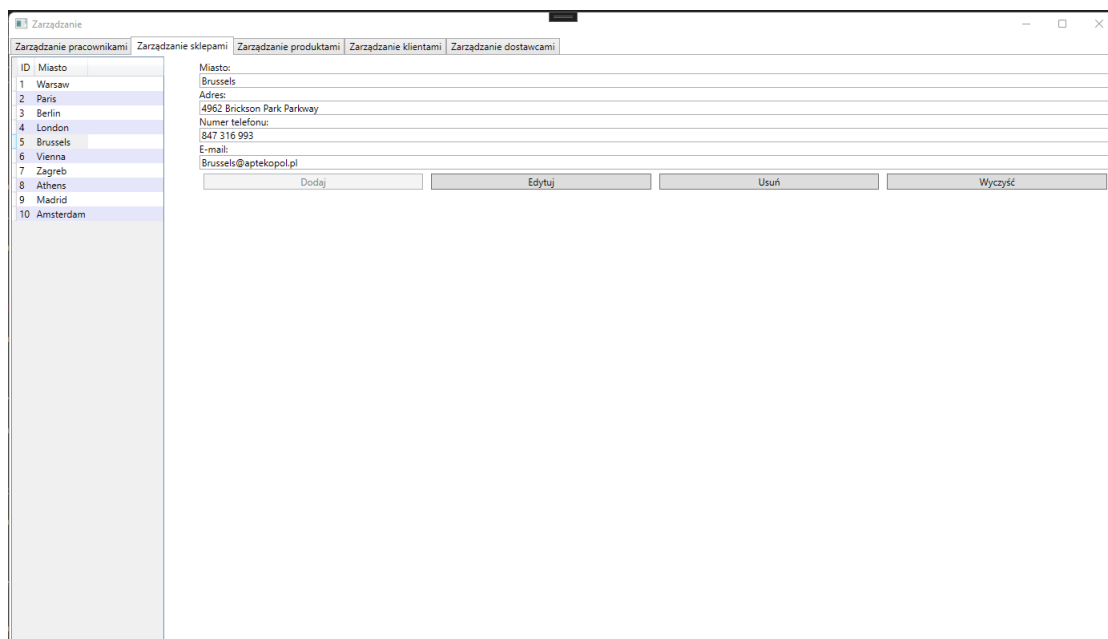 Zarządzanie
Zarządzanie pracownikami Zarządzanie sklepami Zarządzanie produktami Zarządzanie klientami Zarządzanie dostawcami
ID Miasto
1 Warsaw
2 Paris
3 Berlin
4 London
5 Brussels
6 Vienna
7 Zagreb
8 Athens
9 Madrid
10 Amsterdam
Miasto:
Brussels
Adres:
4962 Brickson Park Parkway
Numer telefonu:
847 316 993
E-mail:
Brussels@aptekopol.pl
Dodaj Edytuj Usuń Wyczyść